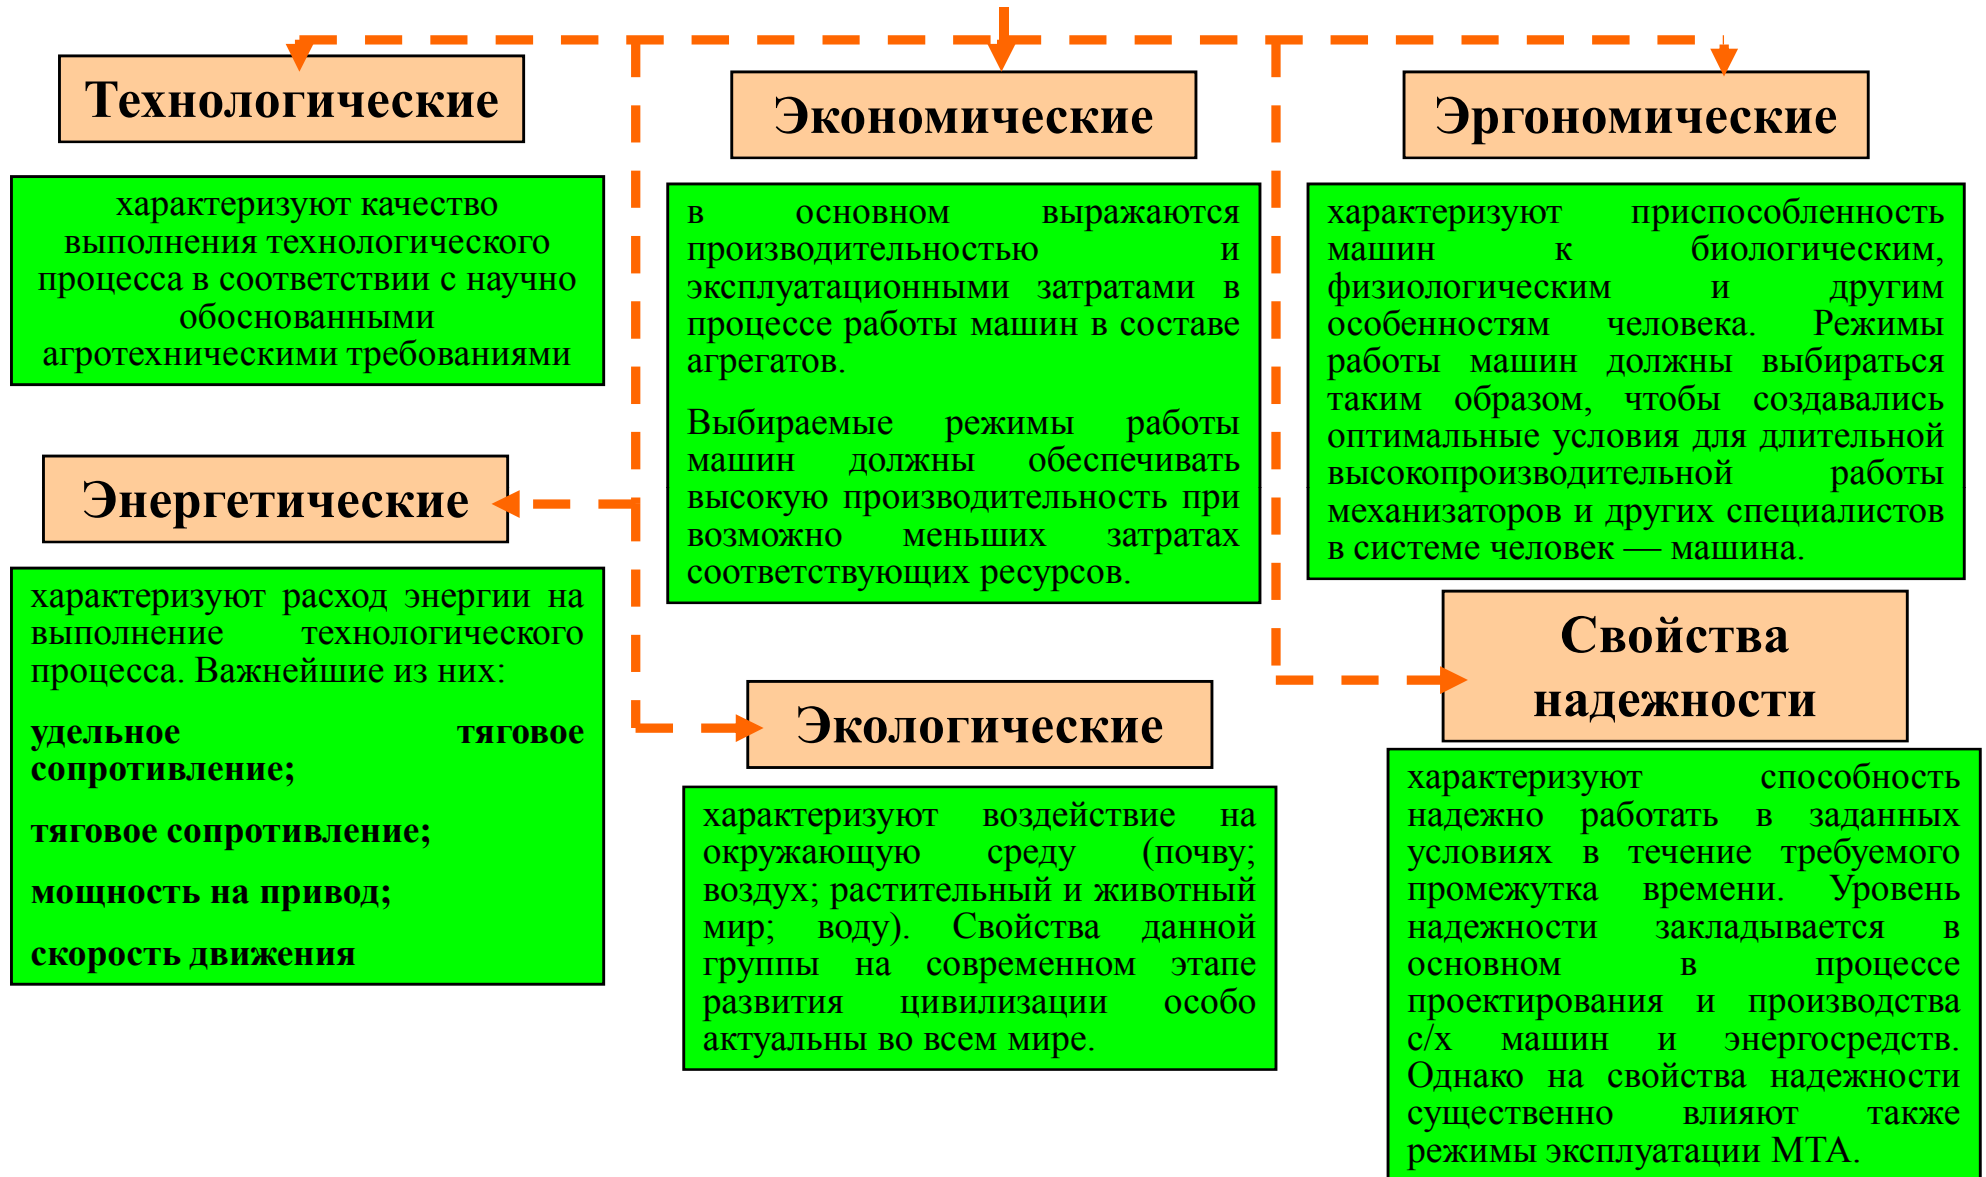 Технологические
характеризуют качество
выполнения технологического
процесса в соответствии с научно
обоснованными
агротехническими требованиями
Энергетические
характеризуют расход энергии на
выполнение технологического
процесса. Важнейшие из них:
удельное тяговое
сопротивление;
тяговое сопротивление;
мощность на привод;
скорость движения
Экономические
в основном выражаются
производительностью и
эксплуатационными затратами в
процессе работы машин в составе
агрегатов.
Выбираемые режимы работы
машин должны обеспечивать
высокую производительность при
возможно меньших затратах
соответствующих ресурсов.
Экологические
характеризуют воздействие на
окружающую среду (почву;
воздух; растительный и животный
мир; воду). Свойства данной
группы на современном этапе
развития цивилизации особо
актуальны во всем мире.
Эргономические
характеризуют приспособленность
машин к биологическим,
физиологическим и другим
особенностям человека. Режимы
работы машин должны выбираться
таким образом, чтобы создавались
оптимальные условия для длительной
высокопроизводительной работы
механизаторов и других специалистов
в системе человек — машина.
Свойства
надежности
характеризуют способность
надежно работать в заданных
условиях в течение требуемого
промежутка времени. Уровень
надежности закладывается в
основном в процессе
проектирования и производства
с/х машин и энергосредств.
Однако на свойства надежности
существенно влияют также
режимы эксплуатации МТА.